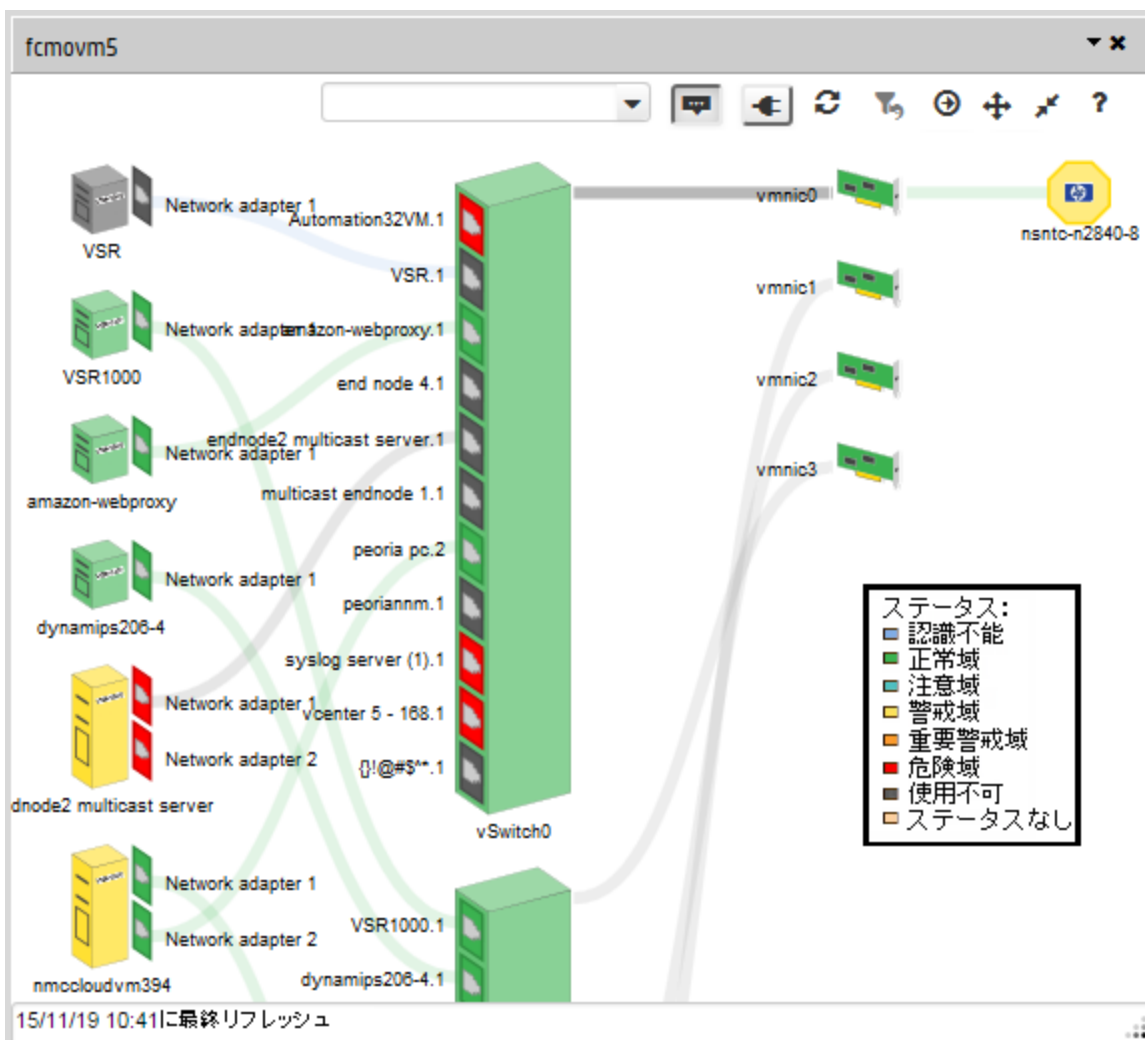 fcmovm5
?
Network adapter 1
VSR
Network adapter 1
VSR1000
Network adapter 1
amazon-webproxy
Network adapter 1
dynamips206-4
Network adapter 1
Network adapter 2
dnode2 multicast server
Network adapter 1
Network adapter 2
nmccloudvm394
Automation32VM.1
VSR.1
amazon-webproxy.1
end node 4.1
endnode2 multicast server.1
multicast endnode 1.1
peoria pc.2
peoriannm.1
syslog server (1).1
vcenter 5 - 168.1
{}!@#$^*.1
vSwitch0
VSR1000.1
dynamips206-4.1
vmnic0
vmnic1
vmnic2
vmnic3
hp
nsntc-n2840-8
ステータス:
認識不能
正常域
注意域
警戒域
重要警戒域
危険域
使用不可
ステータスなし
15/11/19 10:41に最終リフレッシュ